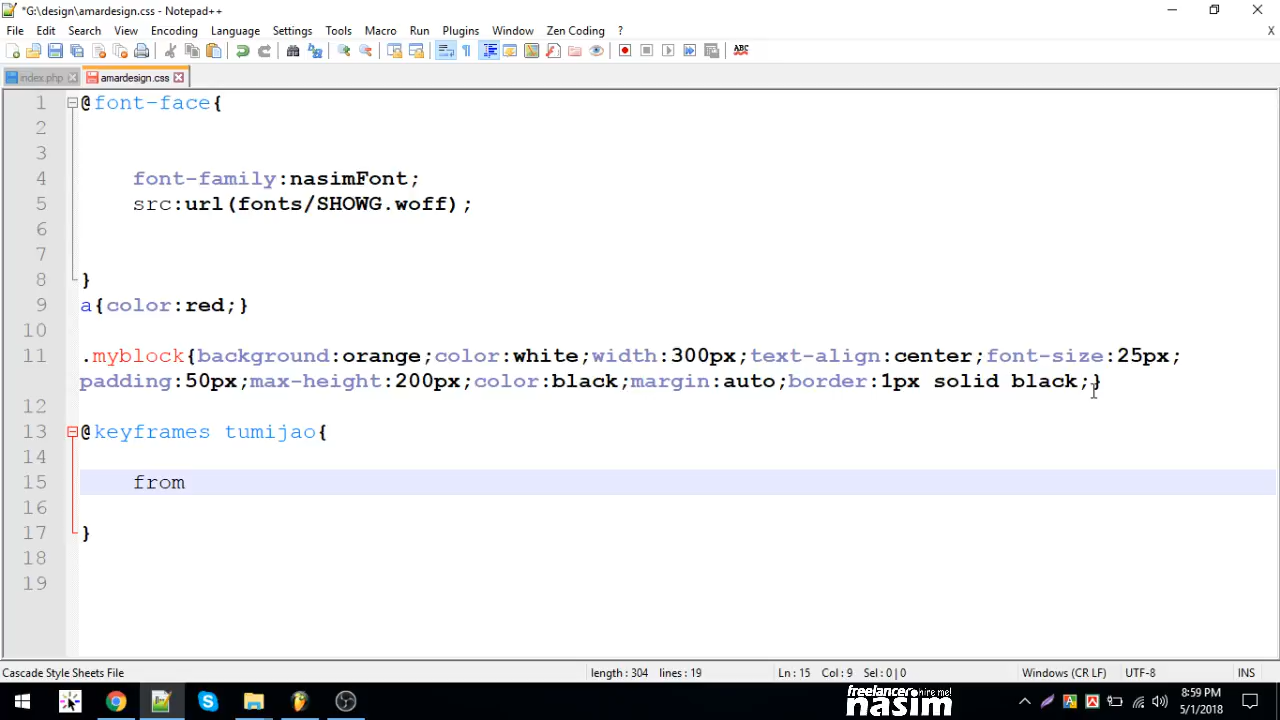 *G:\design\amardesign.css - Notepad++
File Edit Search View Encoding Language Settings Tools Macro Run Plugins Window Zen Coding ? X
index.php amardesign.css
1 @font-face{
2
3
4 font-family:nasimFont;
5 src:url(fonts/SHOWG.woff);
6
7
8 }
9 a{color:red;}
10
11 .myblock{background:orange;color:white;width:300px;text-align:center;font-size:25px;
padding:50px;max-height:200px;color:black;margin:auto;border:1px solid black;}
12
13 @keyframes tumijao{
14
15 from
16
17 }
18
19
Cascade Style Sheets File length : 304 lines : 19 Ln : 15 Col : 9 Sel : 0 | 0 Windows (CR LF) UTF-8 INS
freelancer hire me!
nasim
8:59 PM
5/1/2018